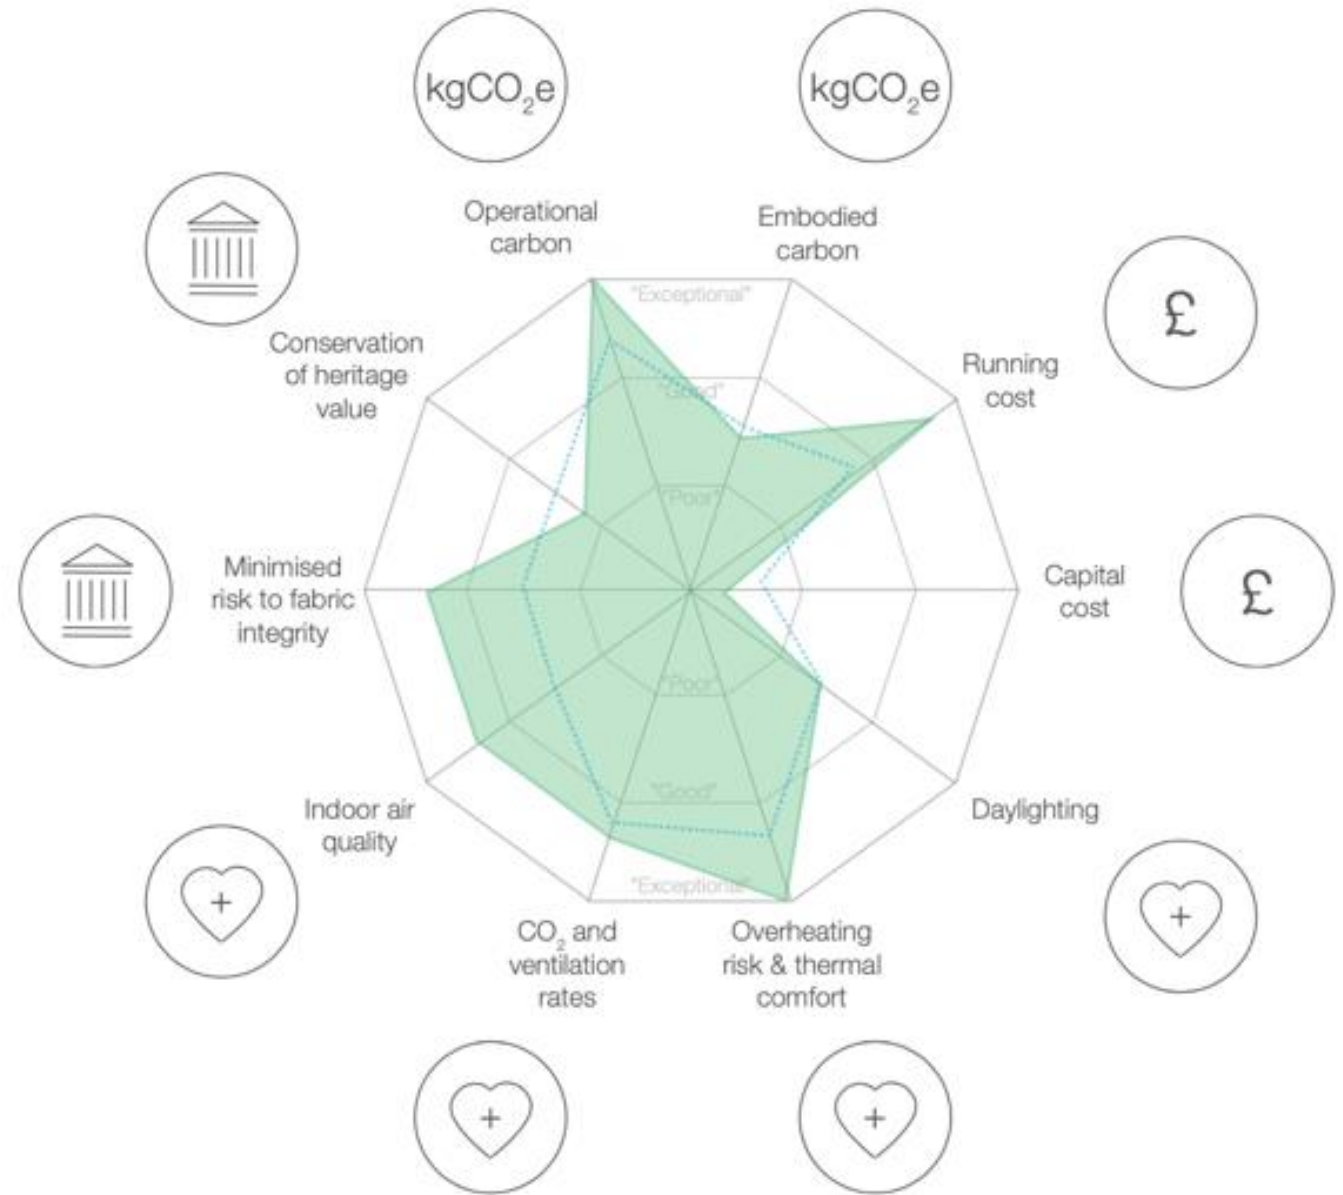 kgCO₂e
kgCO₂e
Operational
carbon
Embodied
carbon
£
Conservation
of heritage
value
"Exceptional"
Running
cost
"Good"
"Poor"
Minimised
risk to fabric
integrity
Capital
cost
£
"Poor"
"Good"
Indoor air
quality
Daylighting
"Exceptional"
+
+
CO₂ and
ventilation
rates
Overheating
risk & thermal
comfort
+
+